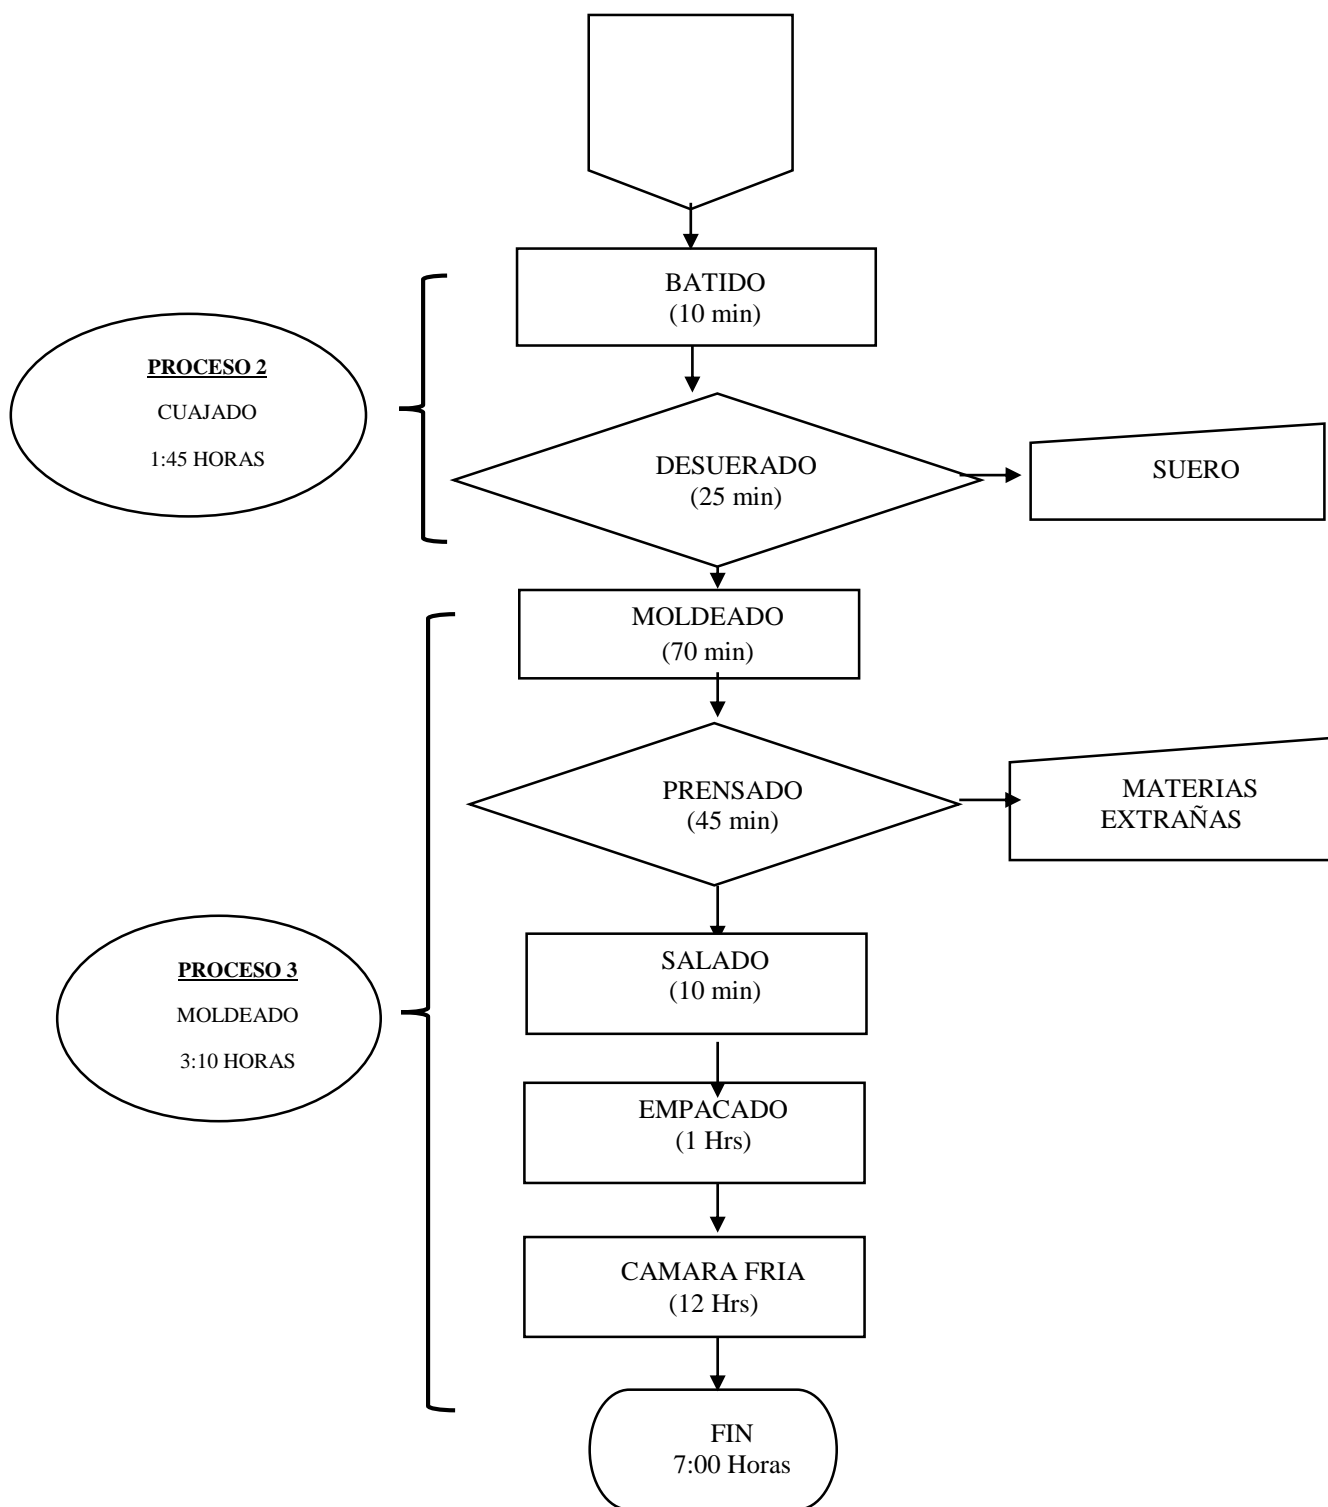 BATIDO
(10 min)
PROCESO 2
CUAJADO
1:45 HORAS
DESUERADO
(25 min)
SUERO
MOLDEADO
(70 min)
PRENSADO
(45 min)
MATERIAS
EXTRAÑAS
SALADO
(10 min)
PROCESO 3
MOLDEADO
3:10 HORAS
EMPACADO
(1 Hrs)
CAMARA FRIA
(12 Hrs)
FIN
7:00 Horas